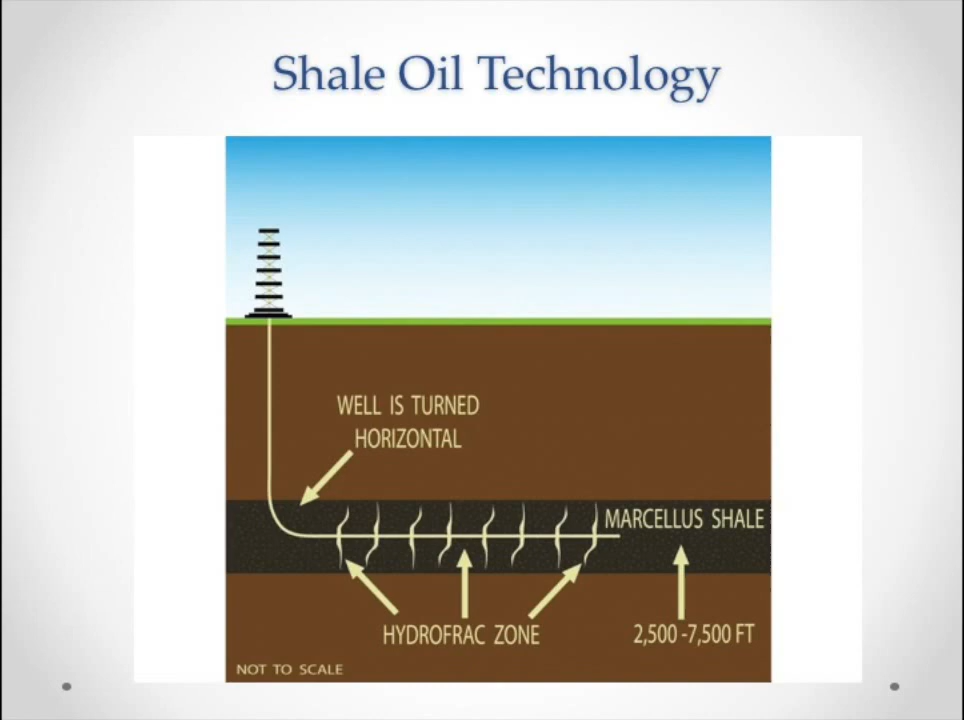 Shale Oil Technology
WELL IS TURNED
HORIZONTAL
MARCELLUS SHALE
HYDROFRAC ZONE
2,500 -7,500 FT
NOT TO SCALE